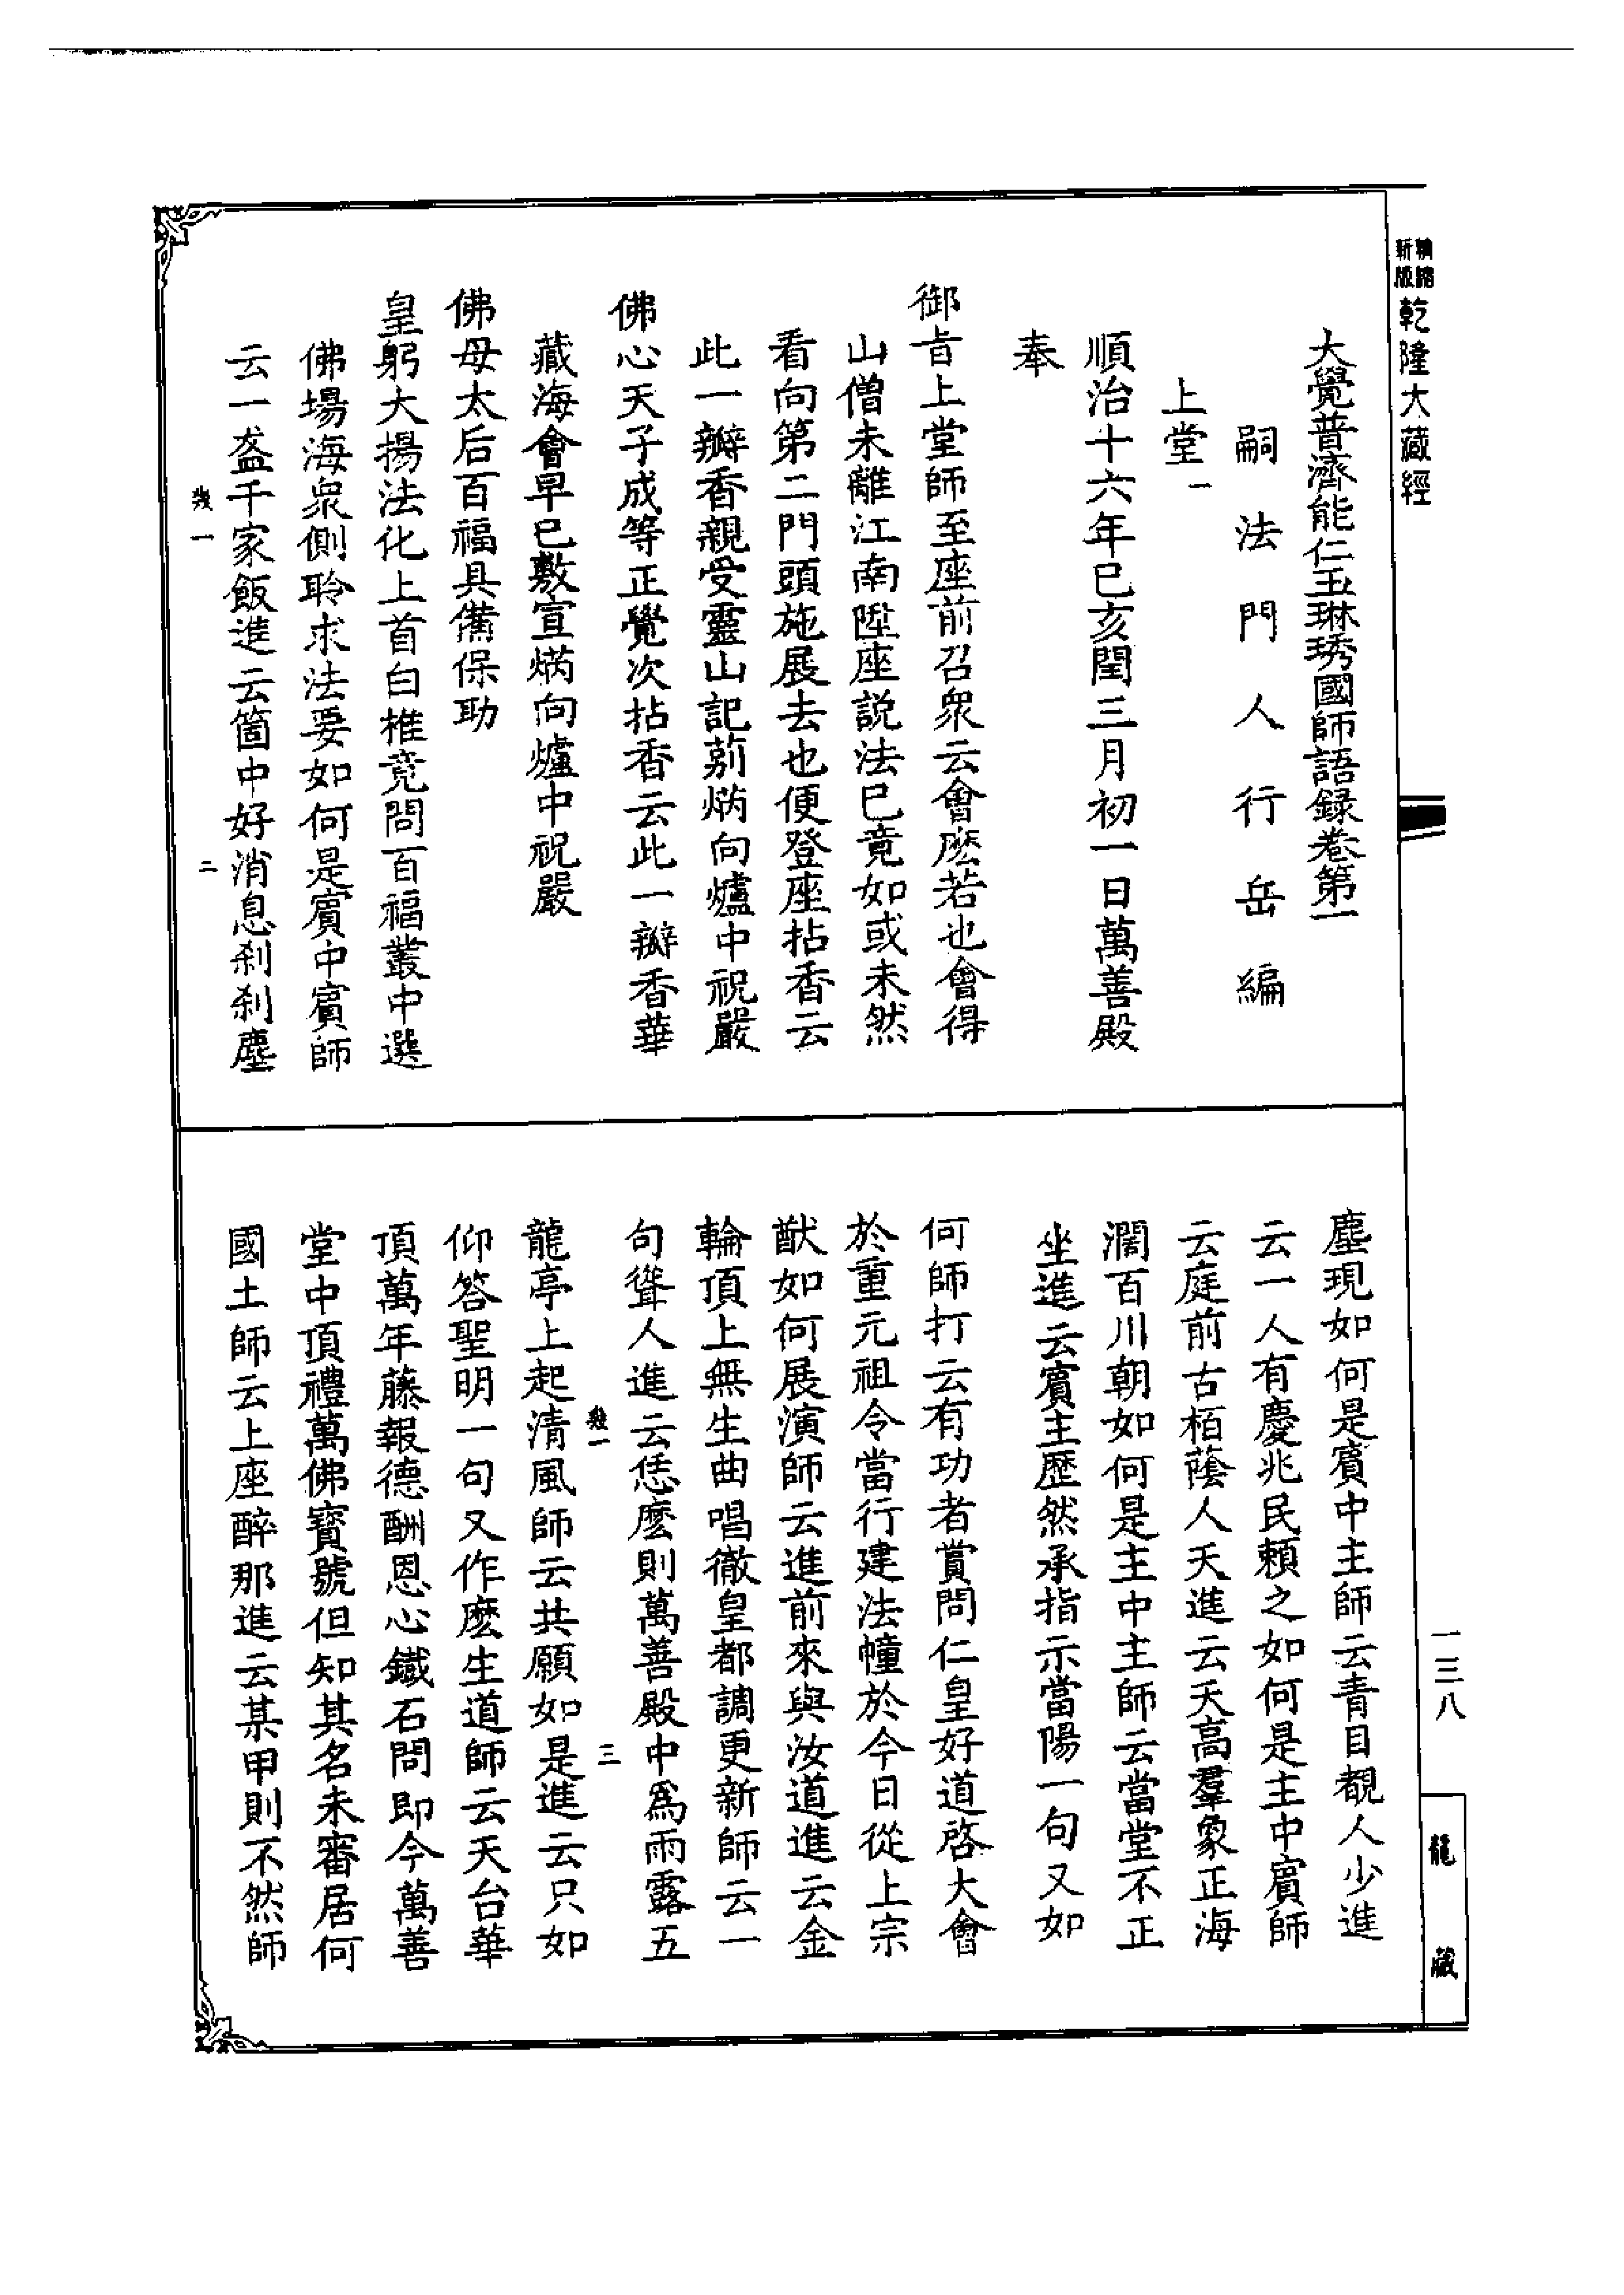 新版
精縮
乾隆大藏經
大覺普濟能仁玉琳琇國師語錄卷第一
嗣法門人行岳編
上堂一
順治十六年巳亥閏三月初一日萬善殿
奉
御旨上堂師至座前召衆云會麽若也會得
山僧未離江南陞座説法巳竟如或未然
看向第二門頭施展去也便登座拈香云
此一瓣香親受靈山記莂焫向爐中祝嚴
佛心天子成等正覺次拈香云此一瓣香華
藏海會早巳敷宣焫向爐中祝嚴
佛母太后百福具備保助
皇躬大揚法化上首白椎竟問百福叢中選
佛場海衆側聆求法要如何是賓中賓師
云一盋千家飯進云箇中好消息刹刹塵
幾一
二
塵現如何是賓中主師云青目覩人少進
云一人有慶兆民賴之如何是主中賓師
云庭前古栢蔭人天進云天高羣象正海
濶百川朝如何是主中主師云當堂不正
坐進云賓主歷然承指示當陽一句又如
何師打云有功者賞問仁皇好道啓大會
於重元祖令當行建法幢於今日從上宗
猷如何展演師云進前來與汝道進云金
輪頂上無生曲唱徹皇都調更新師云一
句聳人進云恁麽則萬善殿中爲雨露五
幾一
三
龍亭上起清風師云共願如是進云只如
仰答聖明一句又作麽生道師云天台華
頂萬年藤報德酬恩心鐵石問即今萬善
堂中頂禮萬佛寶號但知其名未審居何
國土師云上座醉那進云某甲則不然師
一三八
龍藏